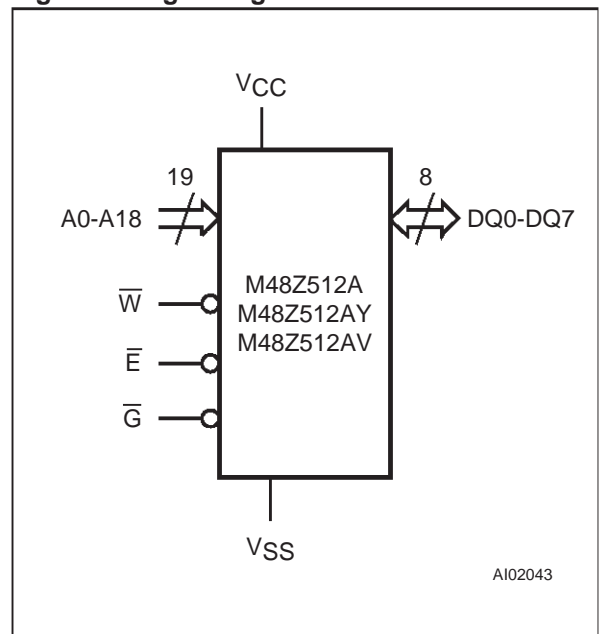 VCC
19
8
A0-A18
DQ0-DQ7
M48Z512A
M48Z512AY
M48Z512AV
W̅
E̅
G̅
VSS
AI02043